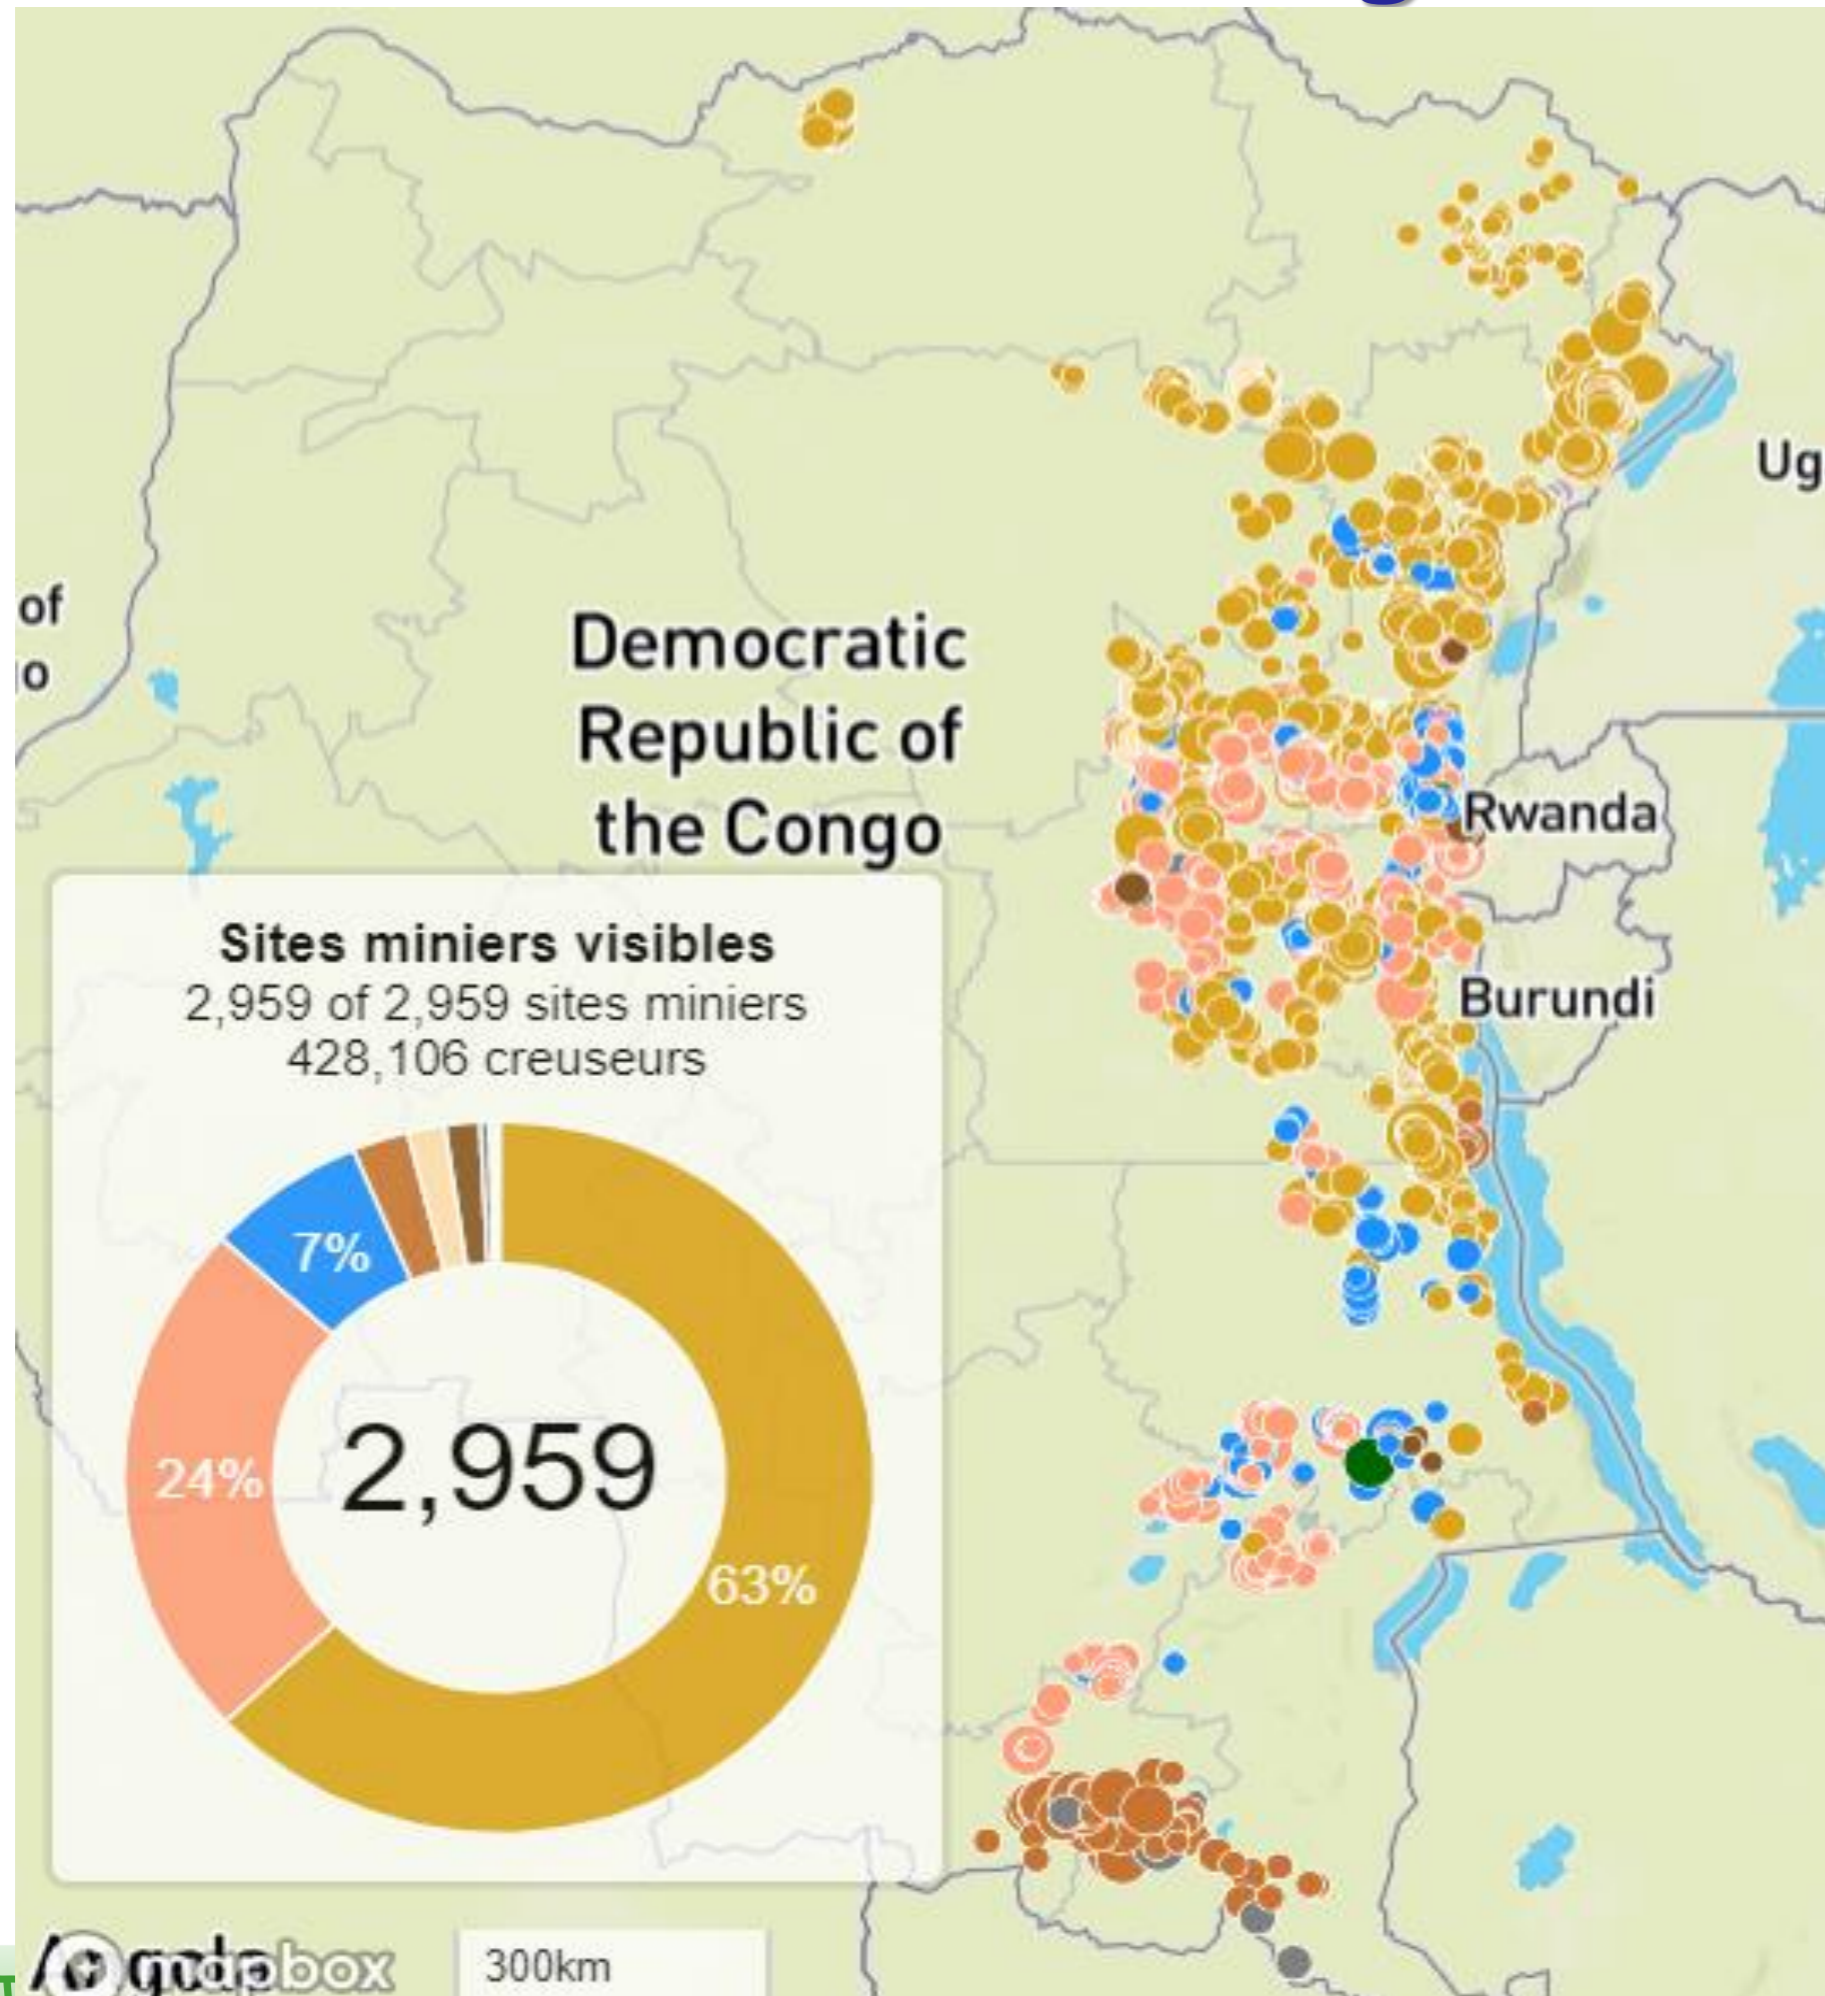 Ug
of
Democratic
Republic of
the Congo
Rwanda
Burundi
Sites miniers visibles
2,959 of 2,959 sites miniers
428,106 creuseurs
7%
24%
2,959
63%
mapbox
300km